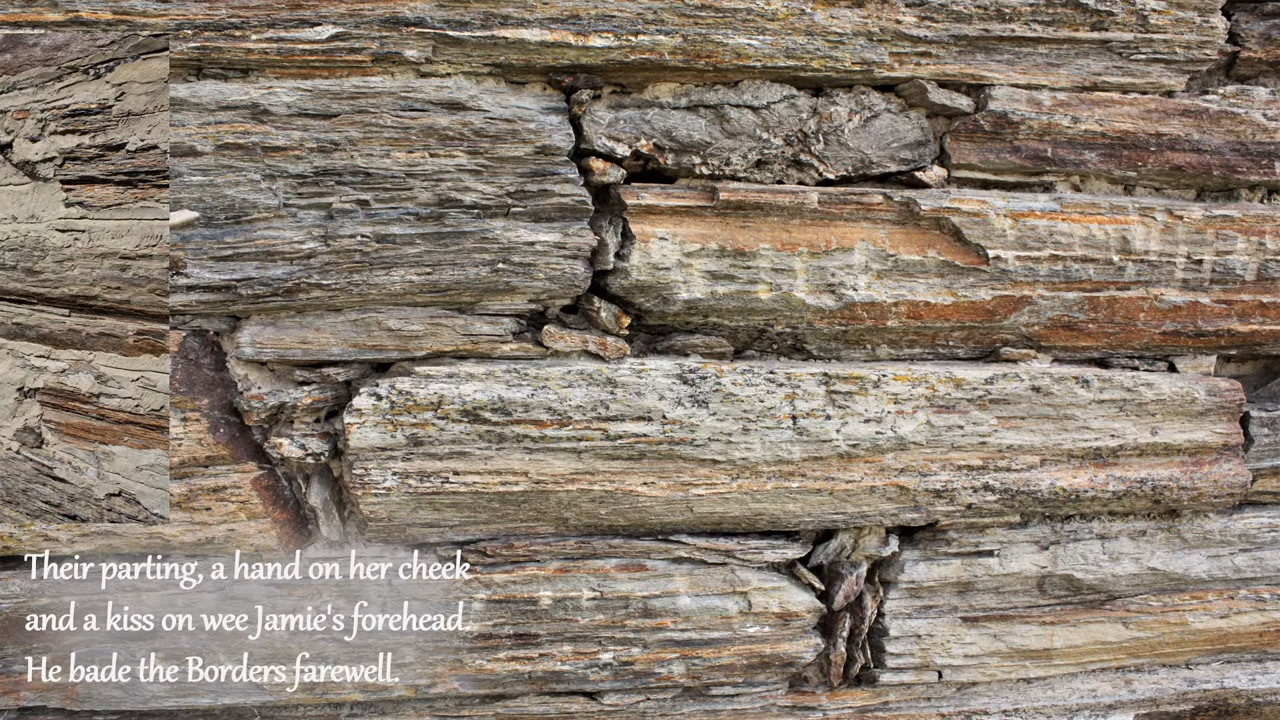 Their parting, a hand on her cheek
and a kiss on wee Jamie's forehead.
He bade the Borders farewell.